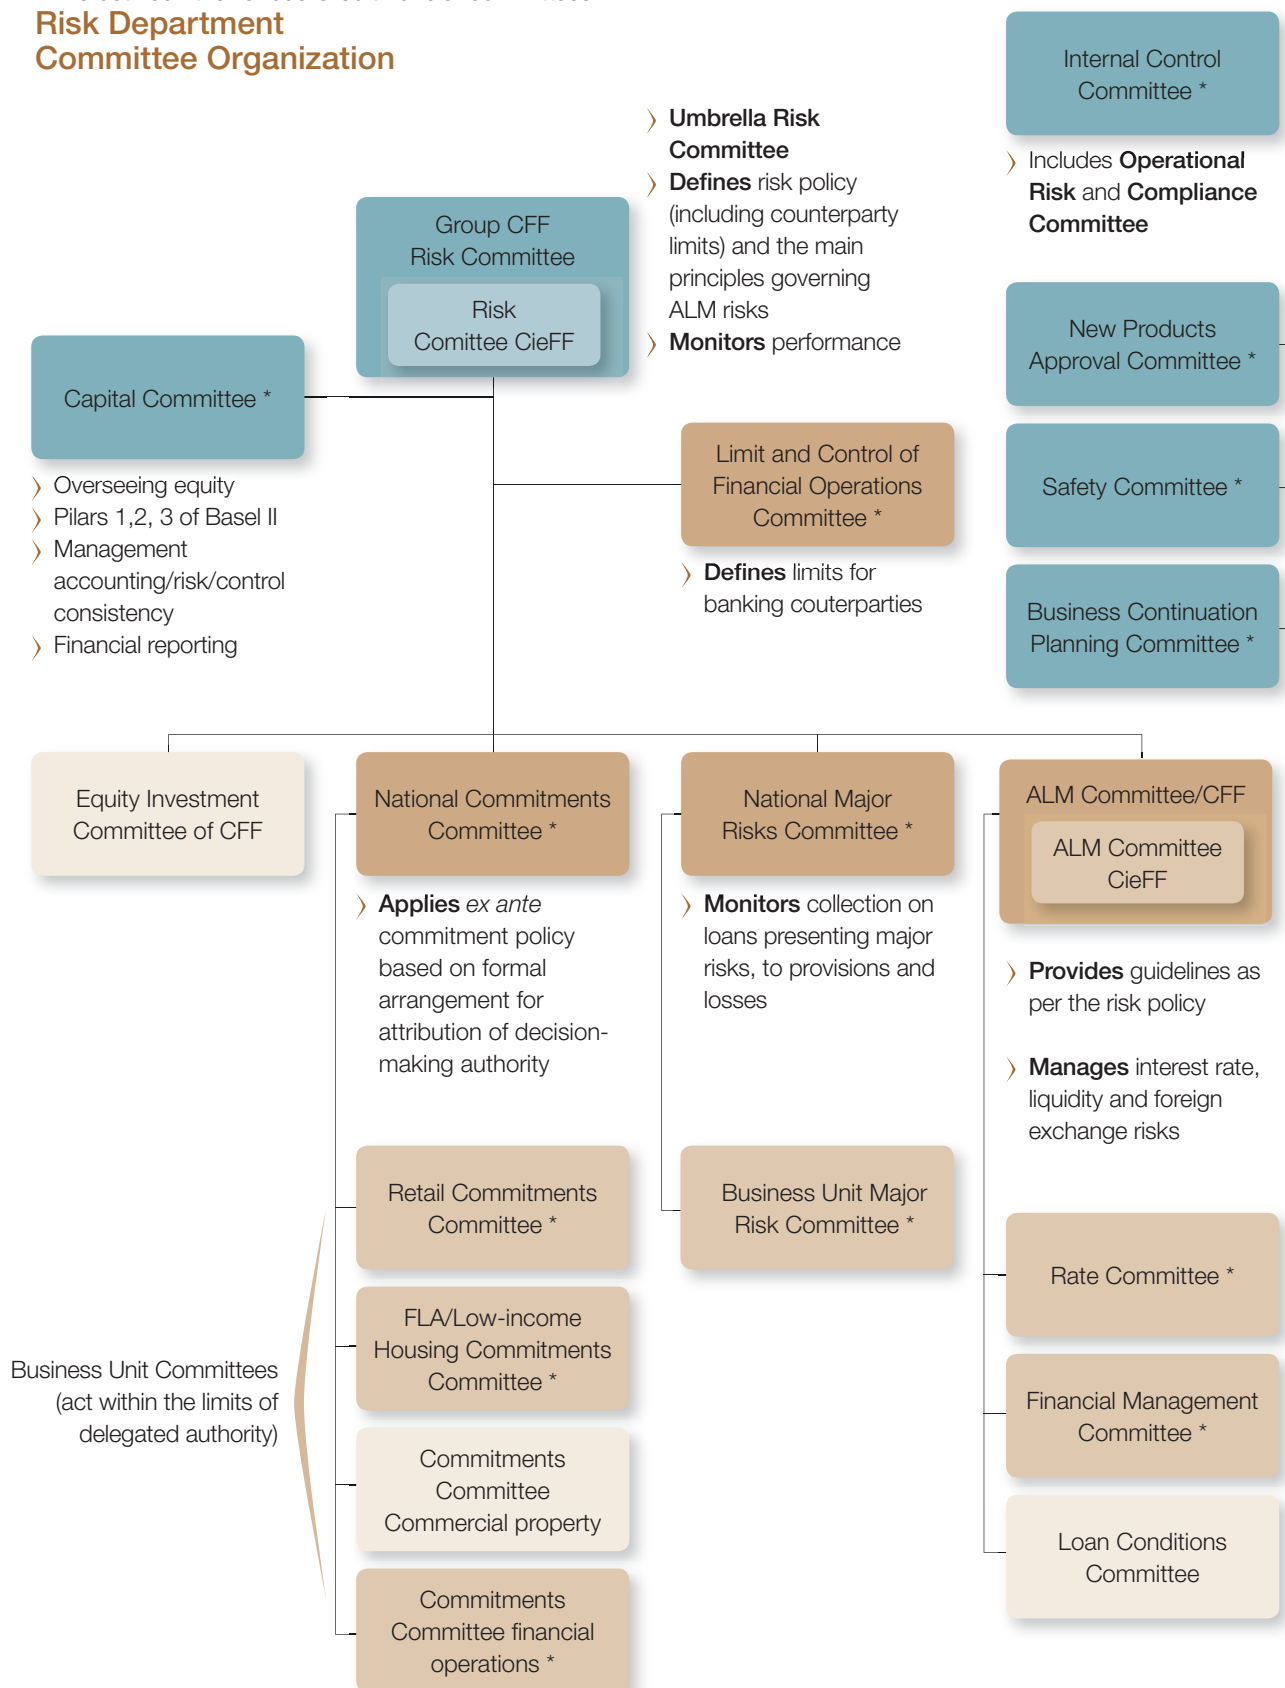 Risk Department
Committee Organization
Internal Control
Committee *
Includes Operational
Risk and Compliance
Committee
Umbrella Risk
Committee
Defines risk policy
(including counterparty
limits) and the main
principles governing
ALM risks
Monitors performance
Group CFF
Risk Committee
Risk
Comittee CieFF
New Products
Approval Committee *
Capital Committee *
Overseeing equity
Pilars 1,2, 3 of Basel II
Management
accounting/risk/control
consistency
Financial reporting
Limit and Control of
Financial Operations
Committee *
Defines limits for
banking couterparties
Safety Committee *
Business Continuation
Planning Committee *
Equity Investment
Committee of CFF
National Commitments
Committee *
Applies ex ante
commitment policy
based on formal
arrangement for
attribution of decision-
making authority
National Major
Risks Committee *
Monitors collection on
loans presenting major
risks, to provisions and
losses
ALM Committee/CFF
ALM Committee
CieFF
Provides guidelines as
per the risk policy
Manages interest rate,
liquidity and foreign
exchange risks
Business Unit Committees
(act within the limits of
delegated authority)
Retail Commitments
Committee *
FLA/Low-income
Housing Commitments
Committee *
Commitments
Committee
Commercial property
Commitments
Committee financial
operations *
Business Unit Major
Risk Committee *
Rate Committee *
Financial Management
Committee *
Loan Conditions
Committee